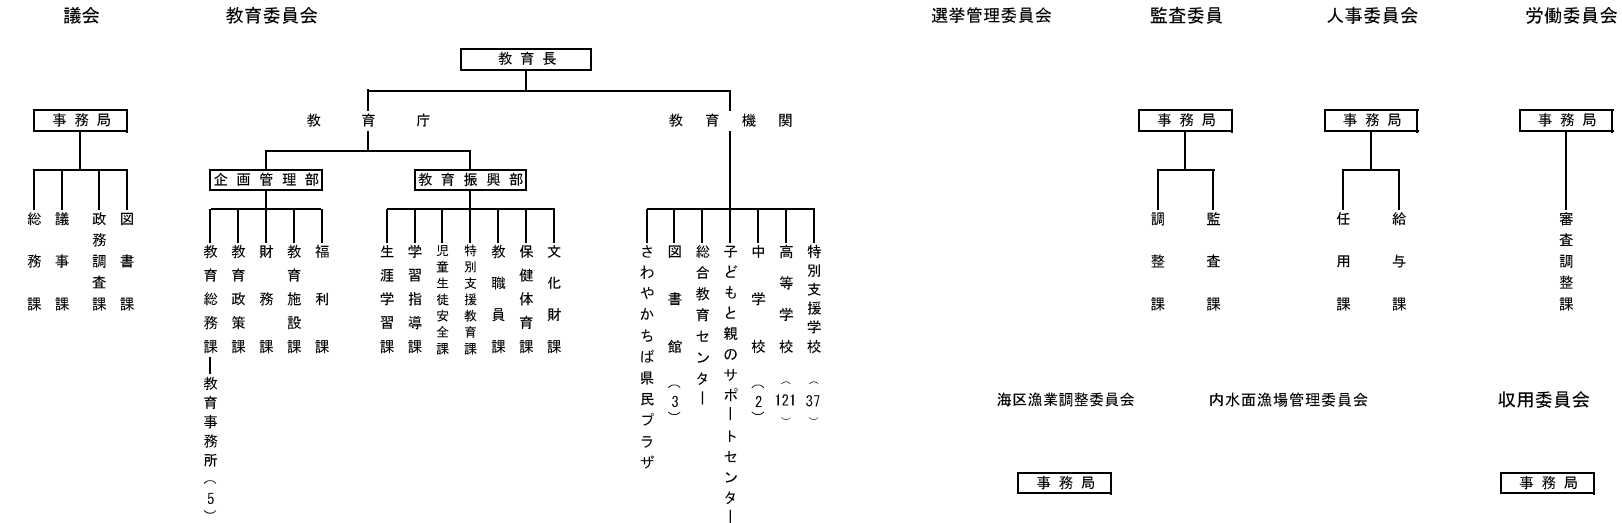 議会
教育委員会
選挙管理委員会
監査委員
人事委員会
労働委員会
教育長
事務局
教育庁
教育機関
事務局
事務局
事務局
企画管理部
教育振興部
総務課
議事課
政務調査課
図書課
教育総務課
教育政策課
財務課
教育施設課
福利課
生涯学習課
学習指導課
児童生徒安全課
特別支援教育課
教職員課
保健体育課
文化財課
さわやかちば県民プラザ
図書館(3)
総合教育センター
子どもと親のサポートセンター
中学校(2)
高等学校(121)
特別支援学校(37)
調整課
監査課
任用課
給与課
審査調整課
教育事務所(5)
海区漁業調整委員会
内水面漁場管理委員会
収用委員会
事務局
事務局